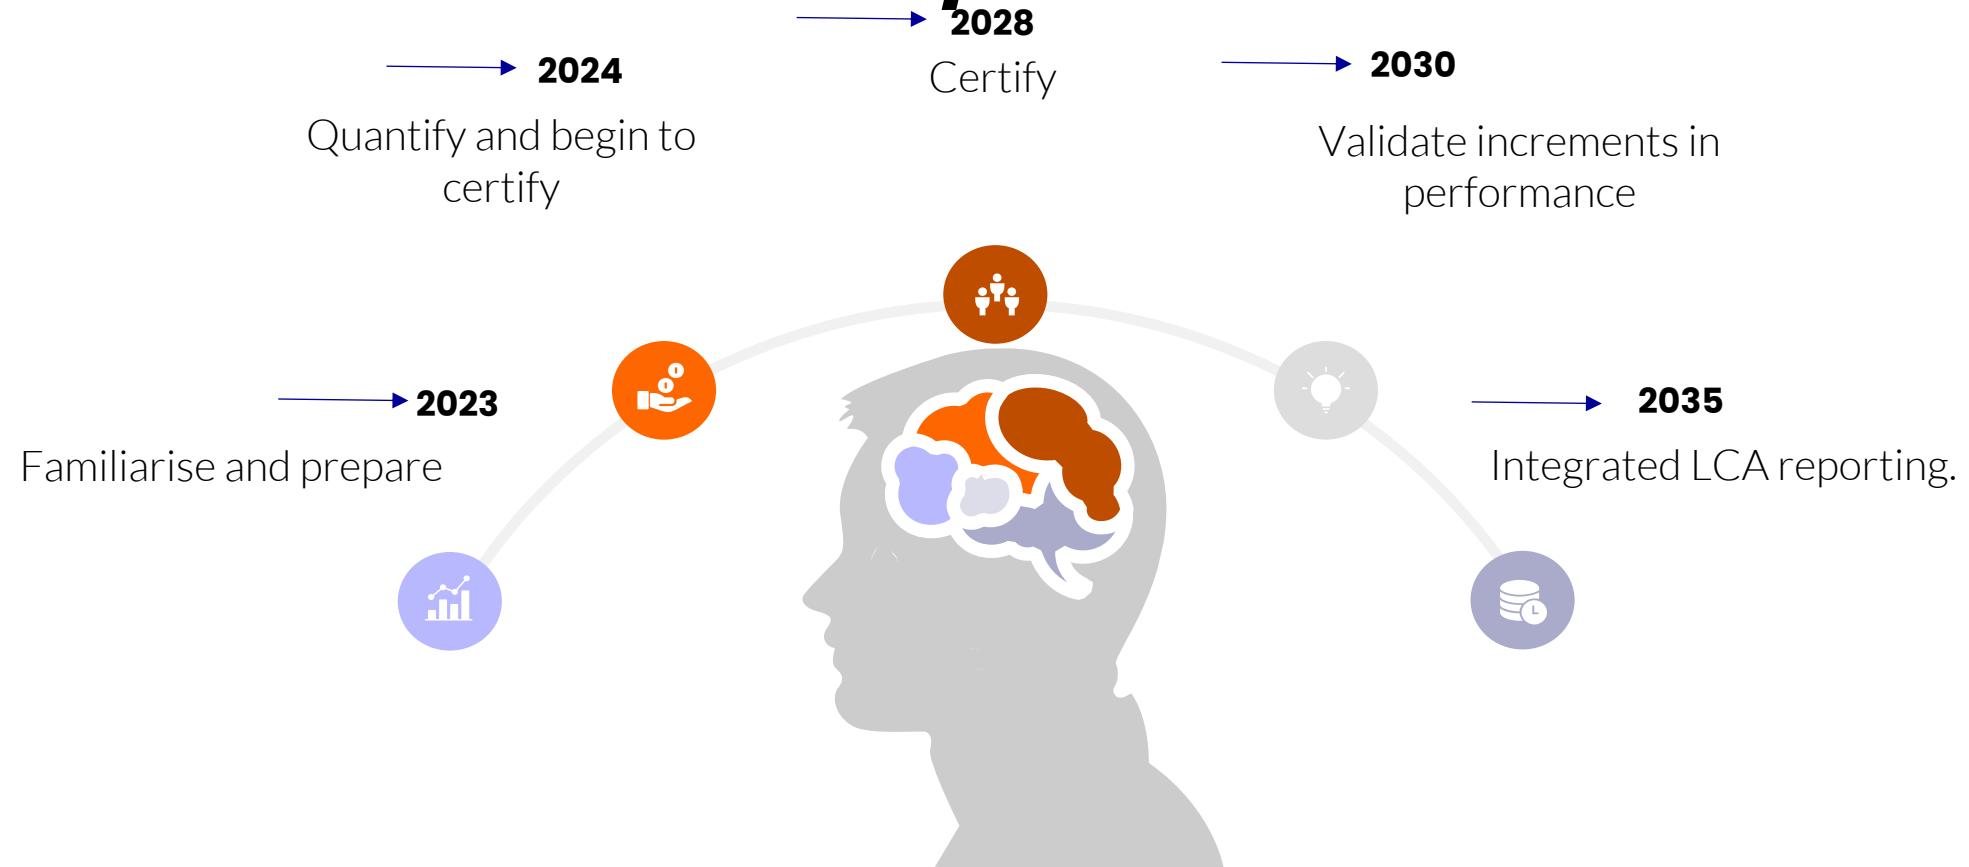 2023
Familiarise and prepare
2024
Quantify and begin to
certify
2028
Certify
2030
Validate increments in
performance
2035
Integrated LCA reporting.